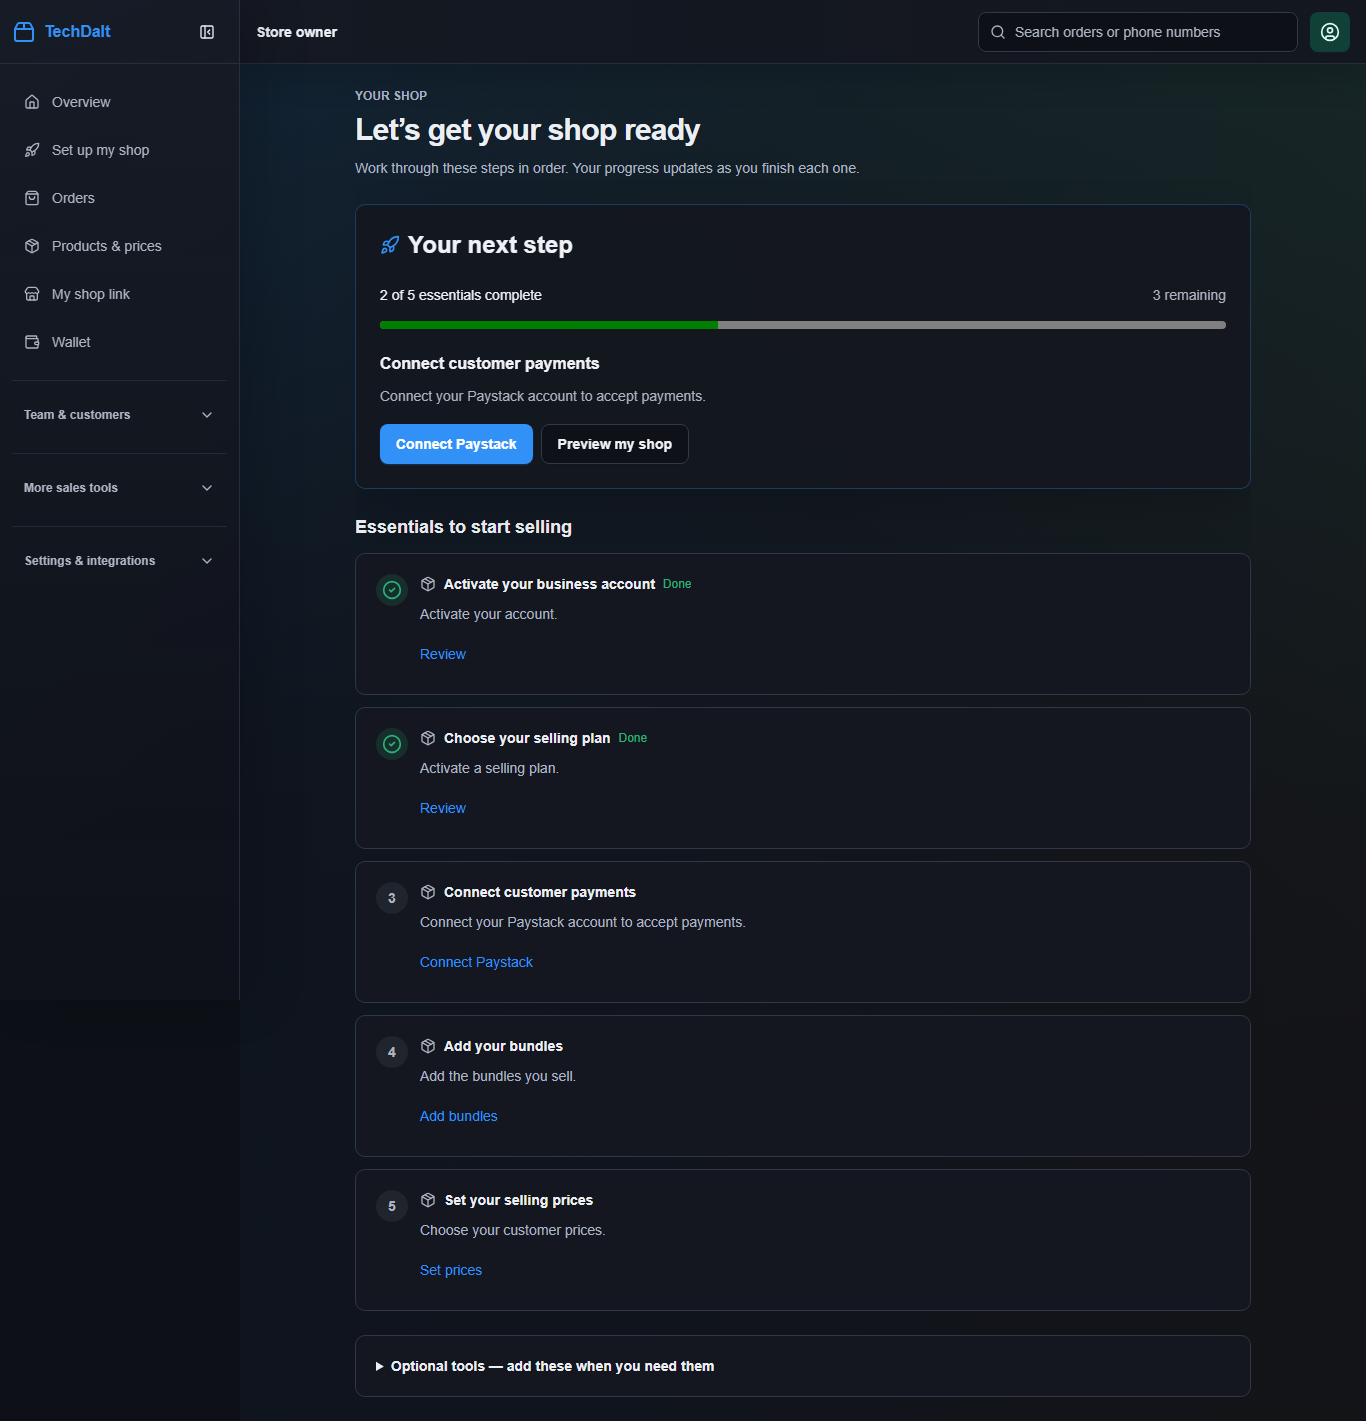 TechDalt
Store owner
Search orders or phone numbers
Overview
Set up my shop
Orders
Products & prices
My shop link
Wallet
Team & customers
More sales tools
Settings & integrations
YOUR SHOP
Let’s get your shop ready
Work through these steps in order. Your progress updates as you finish each one.
Your next step
2 of 5 essentials complete
3 remaining
Connect customer payments
Connect your Paystack account to accept payments.
Connect Paystack
Preview my shop
Essentials to start selling
Activate your business account Done
Activate your account.
Review
Choose your selling plan Done
Activate a selling plan.
Review
3 Connect customer payments
Connect your Paystack account to accept payments.
Connect Paystack
4 Add your bundles
Add the bundles you sell.
Add bundles
5 Set your selling prices
Choose your customer prices.
Set prices
Optional tools — add these when you need them